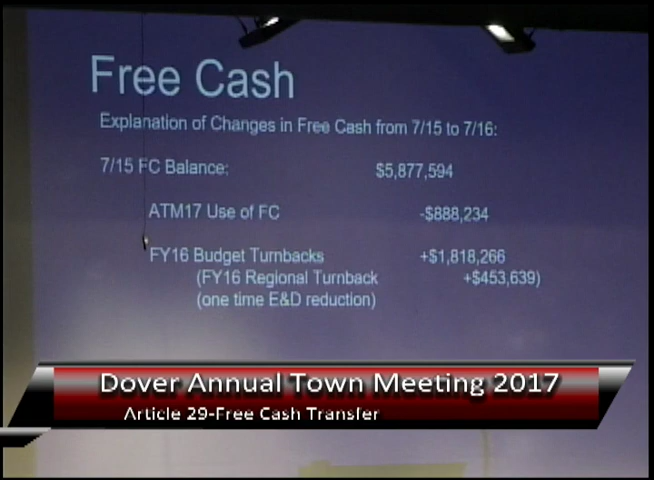 Free Cash
Explanation of Changes in Free Cash from 7/15 to 7/16:
7/15 FC Balance: $5,877,594
ATM17 Use of FC -$888,234
FY16 Budget Turnbacks +$1,818,266
(FY16 Regional Turnback +$453,639)
(one time E&D reduction)
Dover Annual Town Meeting 2017
Article 29-Free Cash Transfer